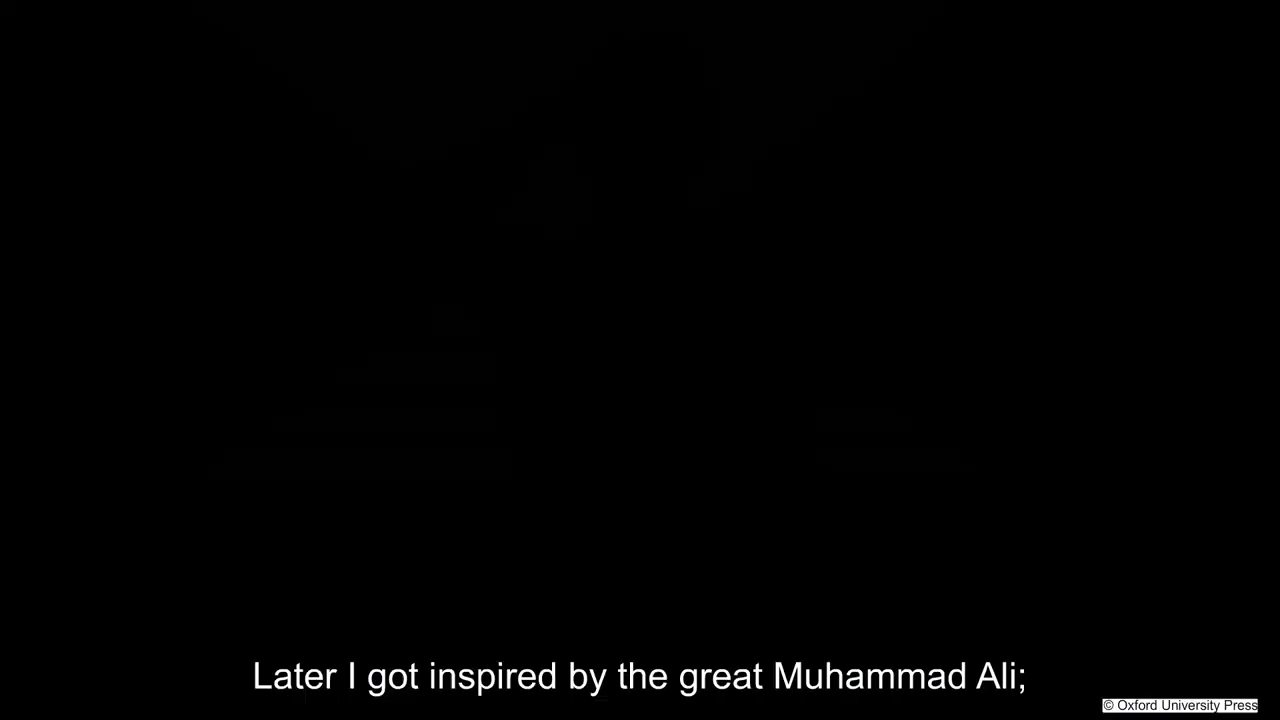 Later I got inspired by the great Muhammad Ali;
© Oxford University Press